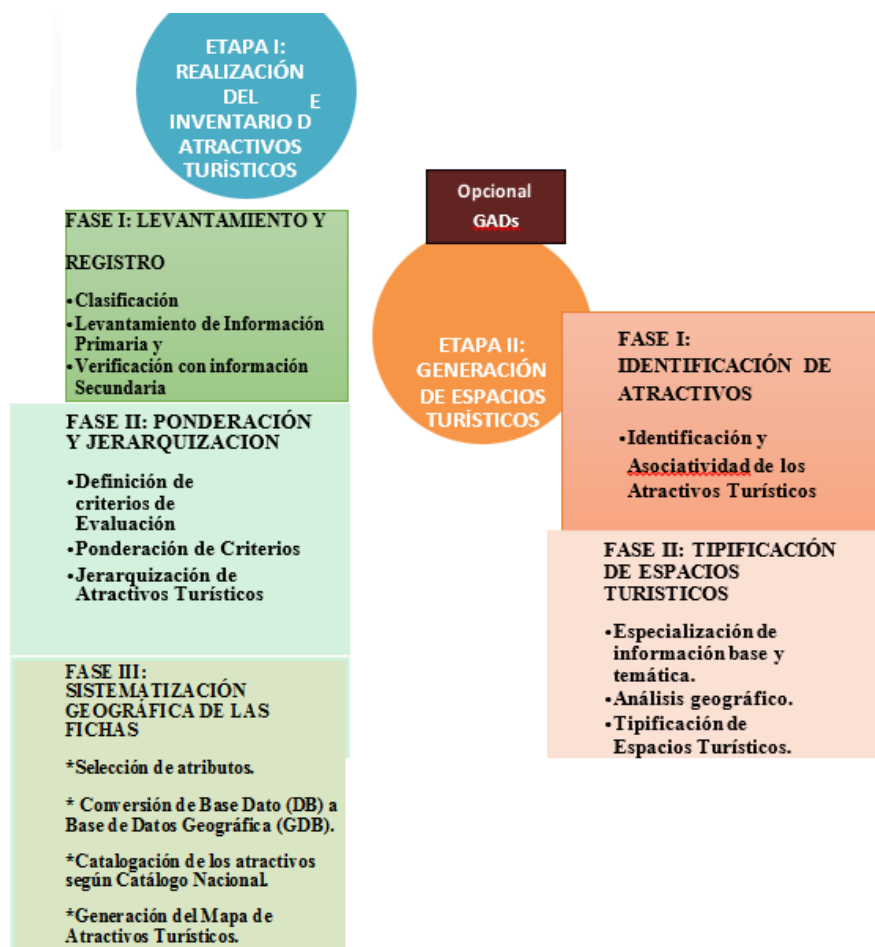 ETAPA I:
REALIZACIÓN
DEL E
INVENTARIO D
ATRACTIVOS
TURÍSTICOS
FASE I: LEVANTAMIENTO Y
REGISTRO
•Clasificación
•Levantamiento de Información
Primaria y
•Verificación con información
Secundaria
FASE II: PONDERACIÓN
Y JERARQUIZACION
•Definición de
criterios de
Evaluación
•Ponderación de Criterios
•Jerarquización de
Atractivos Turísticos
FASE III:
SISTEMATIZACIÓN
GEOGRÁFICA DE LAS
FICHAS
*Selección de atributos.
* Conversión de Base Dato (DB) a
Base de Datos Geográfica (GDB).
*Catalogación de los atractivos
según Catálogo Nacional.
*Generación del Mapa de
Atractivos Turísticos.
Opcional
GADs
ETAPA II:
GENERACIÓN
DE ESPACIOS
TURÍSTICOS
FASE I:
IDENTIFICACIÓN DE
ATRACTIVOS
•Identificación y
Asociatividad de los
Atractivos Turísticos
FASE II: TIPIFICACIÓN
DE ESPACIOS
TURISTICOS
•Especialización de
información base y
temática.
•Análisis geográfico.
•Tipificación de
Espacios Turísticos.